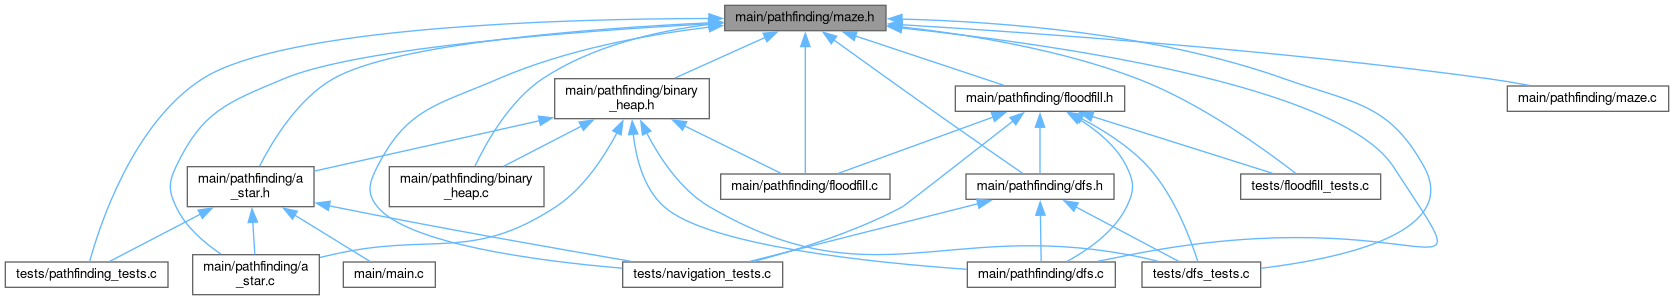 main/pathfinding/maze.h
main/pathfinding/binary
_heap.h
main/pathfinding/floodfill.h
main/pathfinding/maze.c
main/pathfinding/a
_star.h
main/pathfinding/binary
_heap.c
main/pathfinding/floodfill.c
main/pathfinding/dfs.h
tests/floodfill_tests.c
tests/pathfinding_tests.c
main/pathfinding/a
_star.c
main/main.c
tests/navigation_tests.c
main/pathfinding/dfs.c
tests/dfs_tests.c